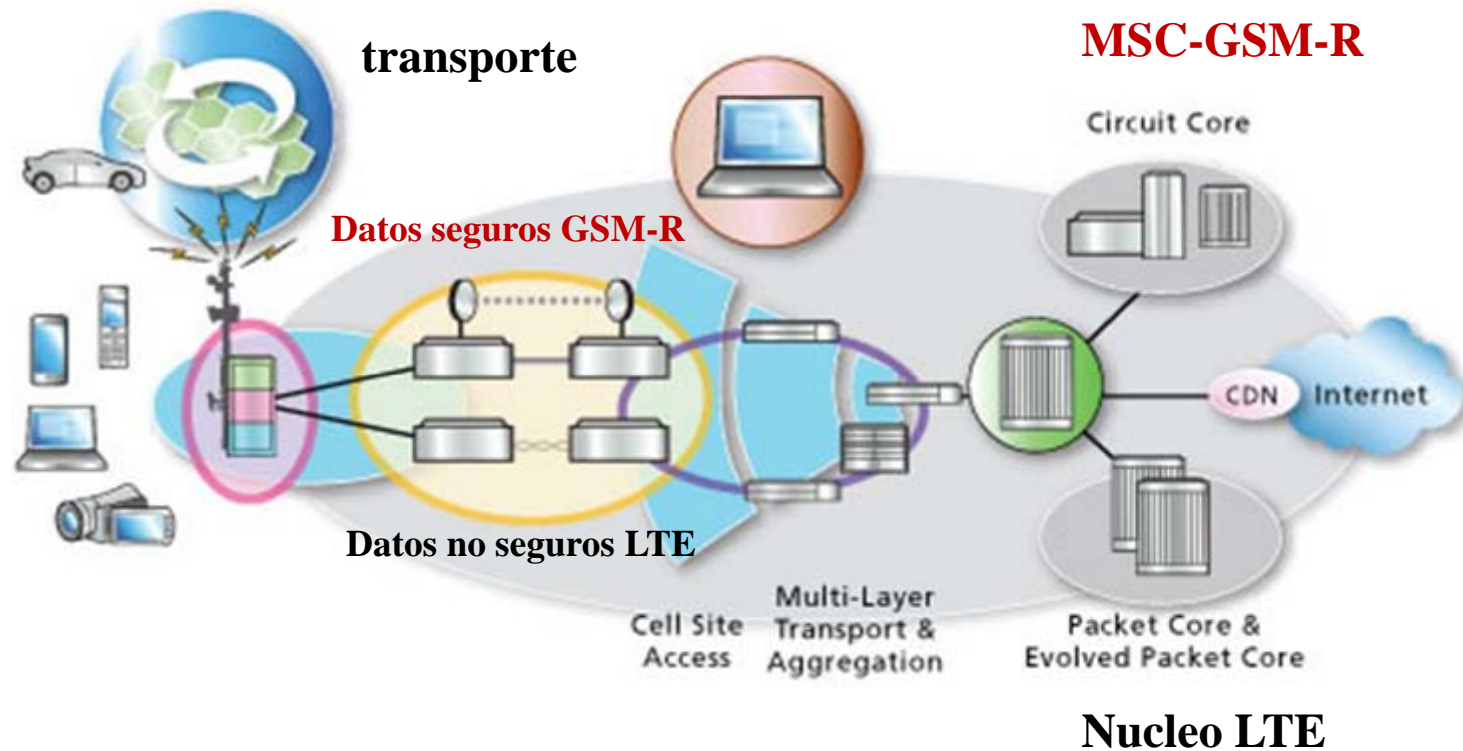 transporte
MSC-GSM-R
Circuit Core
Datos seguros GSM-R
CDN
Internet
Datos no seguros LTE
Cell Site
Access
Multi-Layer
Transport &
Aggregation
Packet Core &
Evolved Packet Core
Nucleo LTE